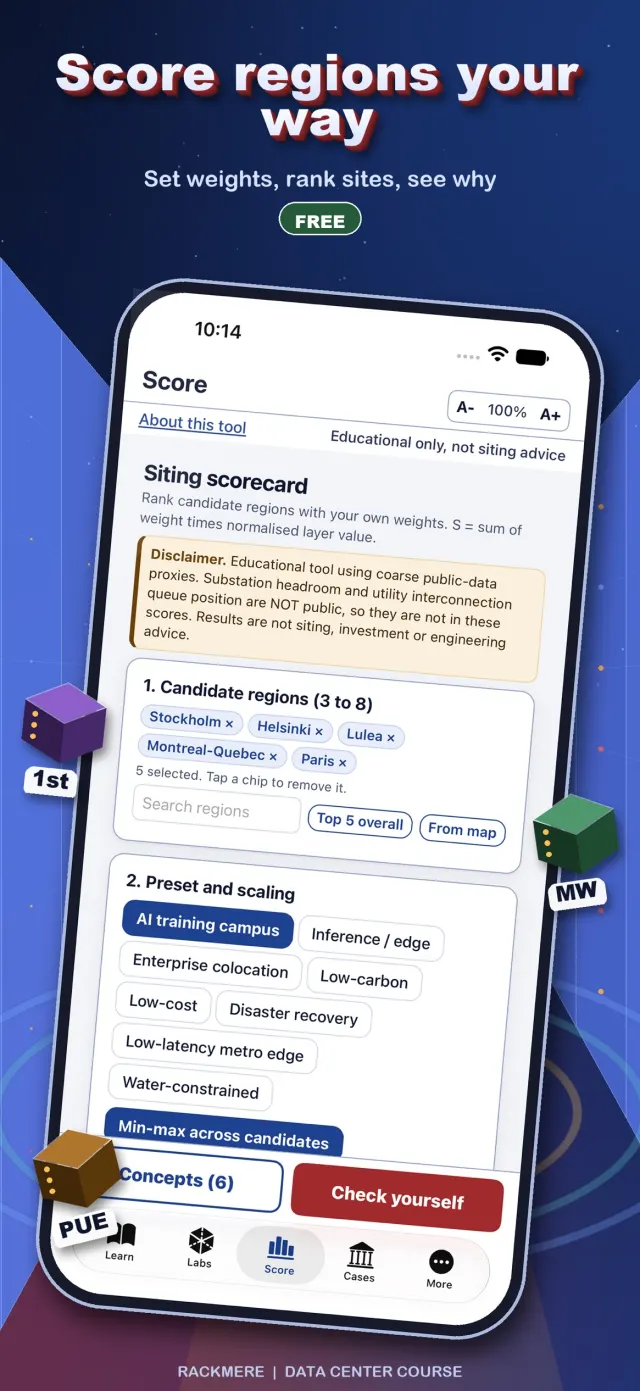 Score regions your
way
Set weights, rank sites, see why
FREE
10:14
Score
A- 100% A+
About this tool
Educational only, not siting advice
Siting scorecard
Rank candidate regions with your own weights. S = sum of
weight times normalised layer value.
Disclaimer. Educational tool using coarse public-data
proxies. Substation headroom and utility interconnection
queue position are NOT public, so they are not in these
scores. Results are not siting, investment or engineering
advice.
1. Candidate regions (3 to 8)
Stockholm × Helsinki × Lulea ×
Montreal-Quebec × Paris ×
5 selected. Tap a chip to remove it.
Search regions Top 5 overall From map
1st
MW
2. Preset and scaling
AI training campus Inference / edge
Enterprise colocation Low-carbon
Low-cost Disaster recovery
Low-latency metro edge
Water-constrained
Min-max across candidates
Concepts (6) Check yourself
PUE
Learn Labs Score Cases More
RACKMERE | DATA CENTER COURSE